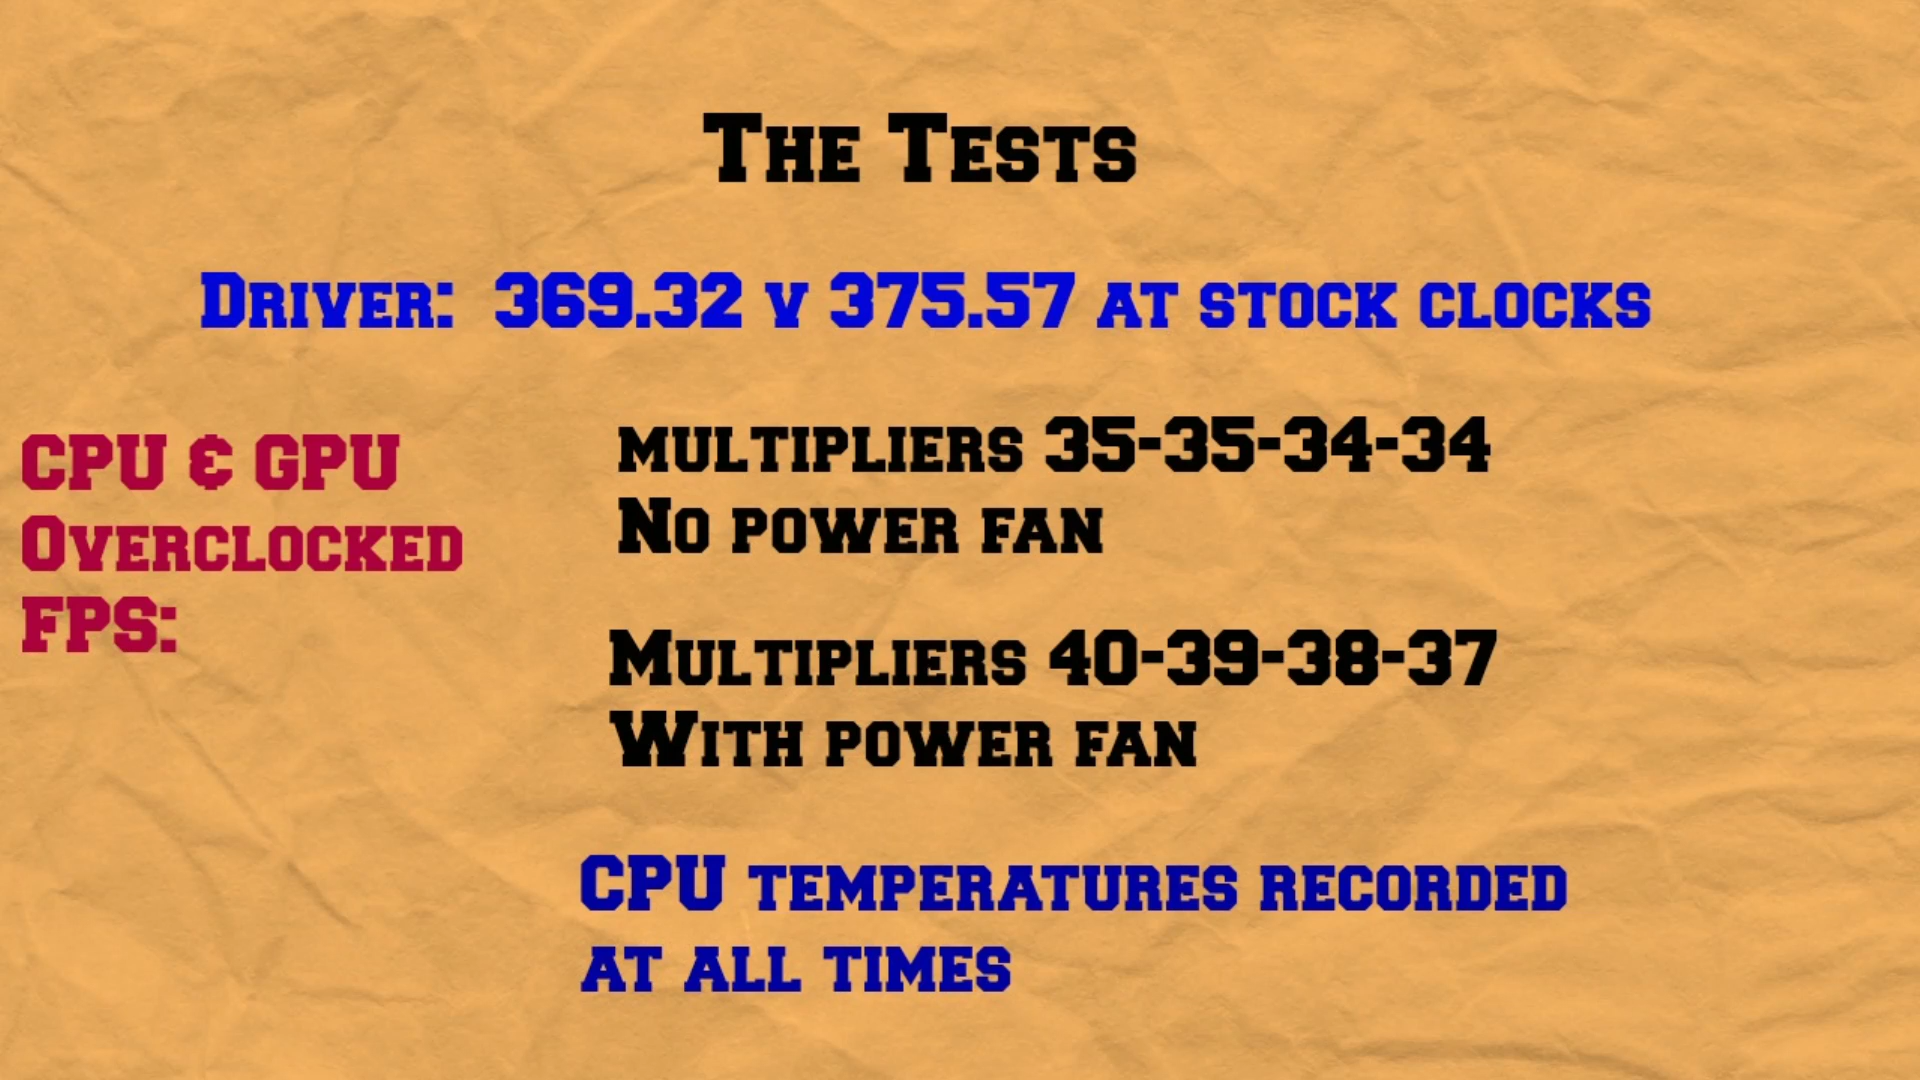 The Tests
Driver: 369.32 v 375.57 at stock clocks
CPU & GPU
Overclocked
FPS:
multipliers 35-35-34-34
No power fan
Multipliers 40-39-38-37
With power fan
CPU temperatures recorded
at all times